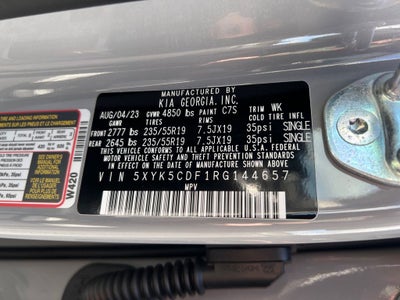 MANUFACTURED BY
KIA GEORGIA, INC.
AUG/04/23 GVWR 4850 lbs PAINT C7S TRIM WK
GAWR TIRE RIM COLD
FRONT 2777 lbs 235/55R19 7.5JX19 35psi SINGLE
REAR 2645 lbs 235/55R19 7.5JX19 35psi SINGLE
THIS VEHICLE CONFORMS TO ALL APPLICABLE U.S.A. FEDERAL
MOTOR VEHICLE SAFETY, BUMPER, AND THEFT PREVENTION STANDARDS
IN EFFECT ON THE DATE OF MANUFACTURE SHOWN ABOVE.
VIN 5XYK5CDF1RG144657
MPV
W420